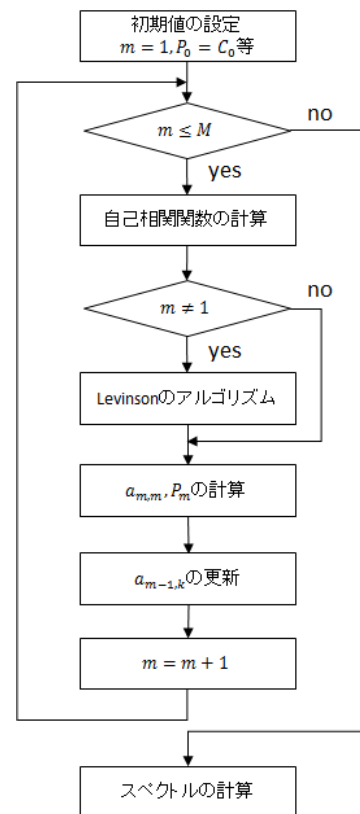 初期値の設定
m = 1, P₀ = C₀等
m ≤ M
no
yes
自己相関関数の計算
m ≠ 1
no
yes
Levinsonのアルゴリズム
aₘ,ₘ, Pₘの計算
aₘ₋₁,ₖの更新
m = m + 1
スペクトルの計算